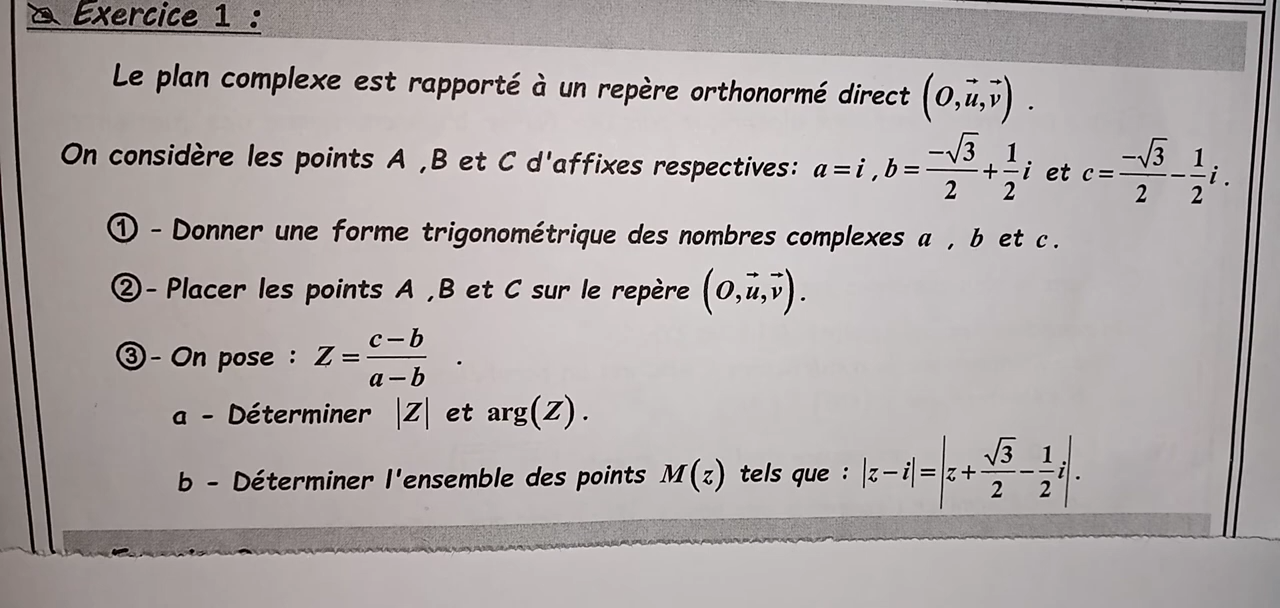 Exercice 1 :
Le plan complexe est rapporté à un repère orthonormé direct (O,u⃗,v⃗) .
On considère les points A ,B et C d'affixes respectives: a=i ,b=(-√3)/2+1/2 i et c=(-√3)/2-1/2 i .
① - Donner une forme trigonométrique des nombres complexes a , b et c .
②- Placer les points A ,B et C sur le repère (O,u⃗,v⃗).
③- On pose : Z=(c-b)/(a-b) .
a - Déterminer |Z| et arg(Z).
b - Déterminer l'ensemble des points M(z) tels que : |z-i|=|z+√3/2-1/2 i|.